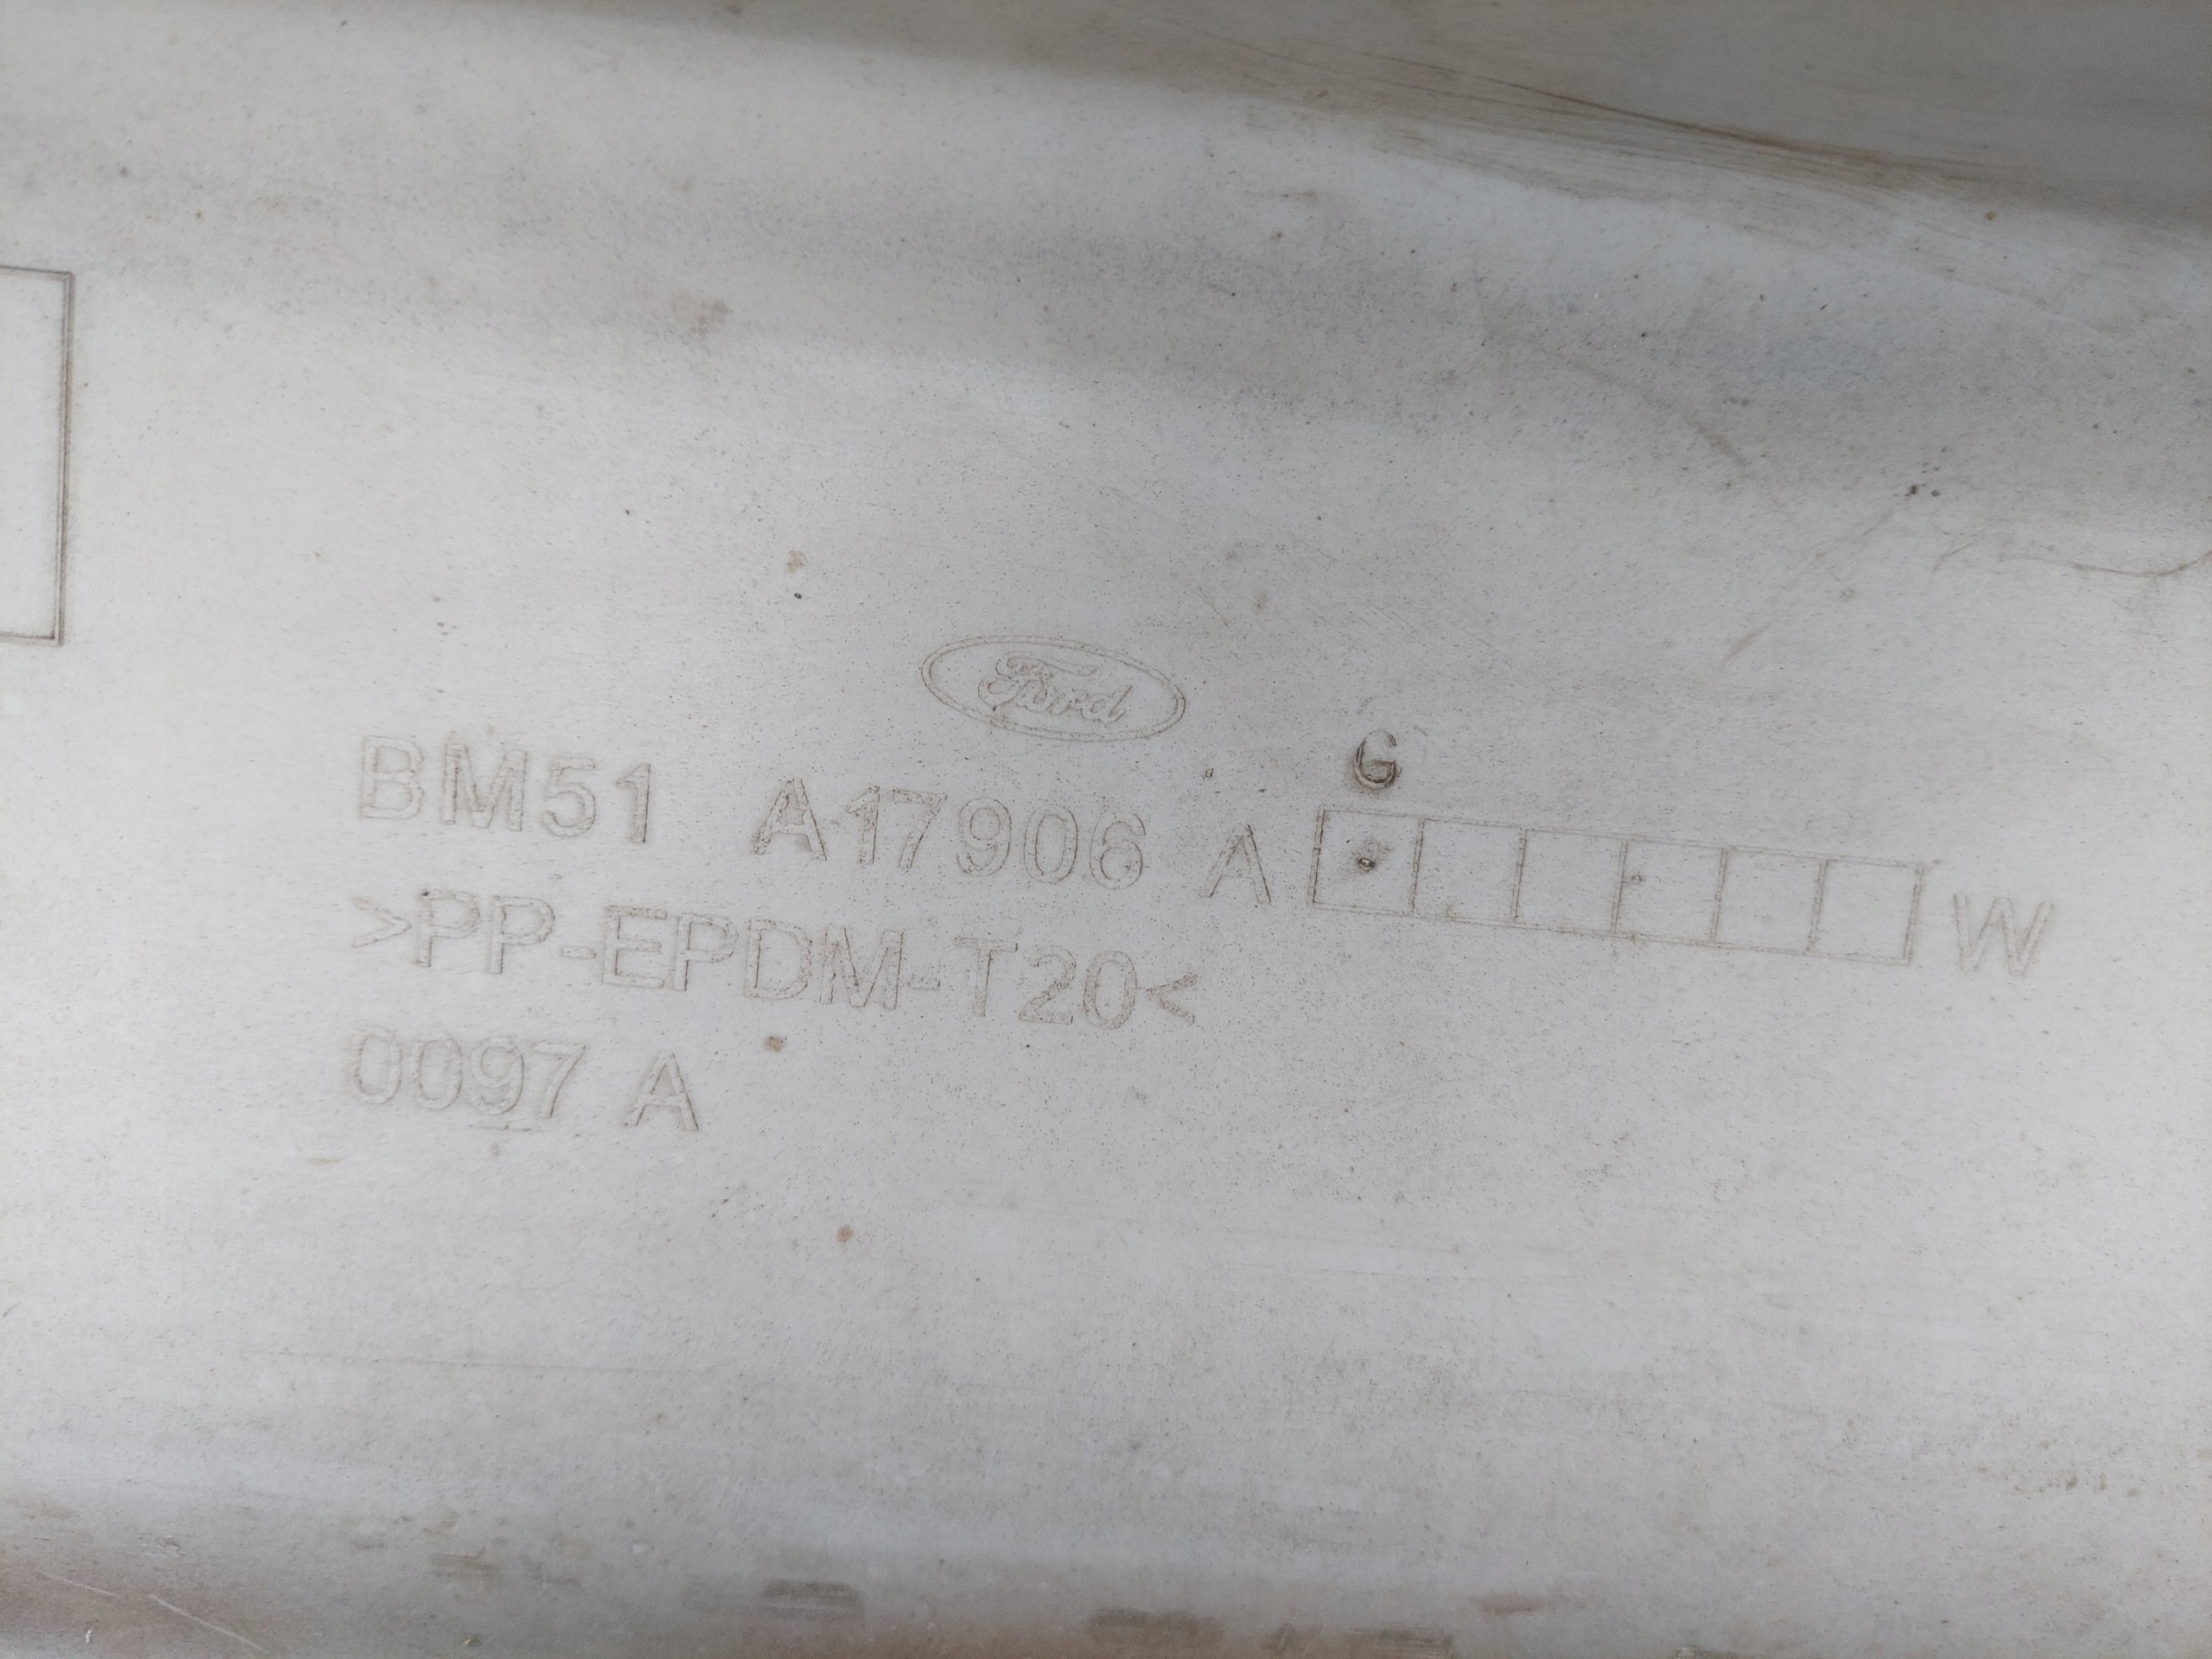 Ford
G
BM51 A17906 A W
>PP-EPDM-T20<
0097 A